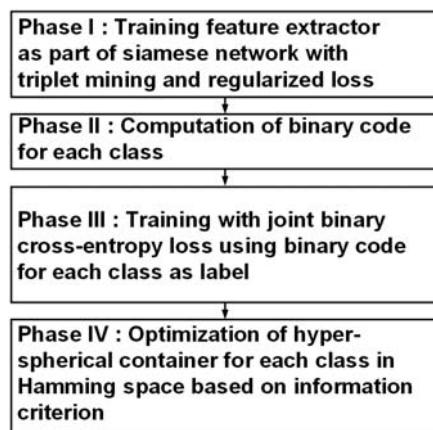 Phase I : Training feature extractor
as part of siamese network with
triplet mining and regularized loss
Phase II : Computation of binary code
for each class
Phase III : Training with joint binary
cross-entropy loss using binary code
for each class as label
Phase IV : Optimization of hyper-
spherical container for each class in
Hamming space based on information
criterion